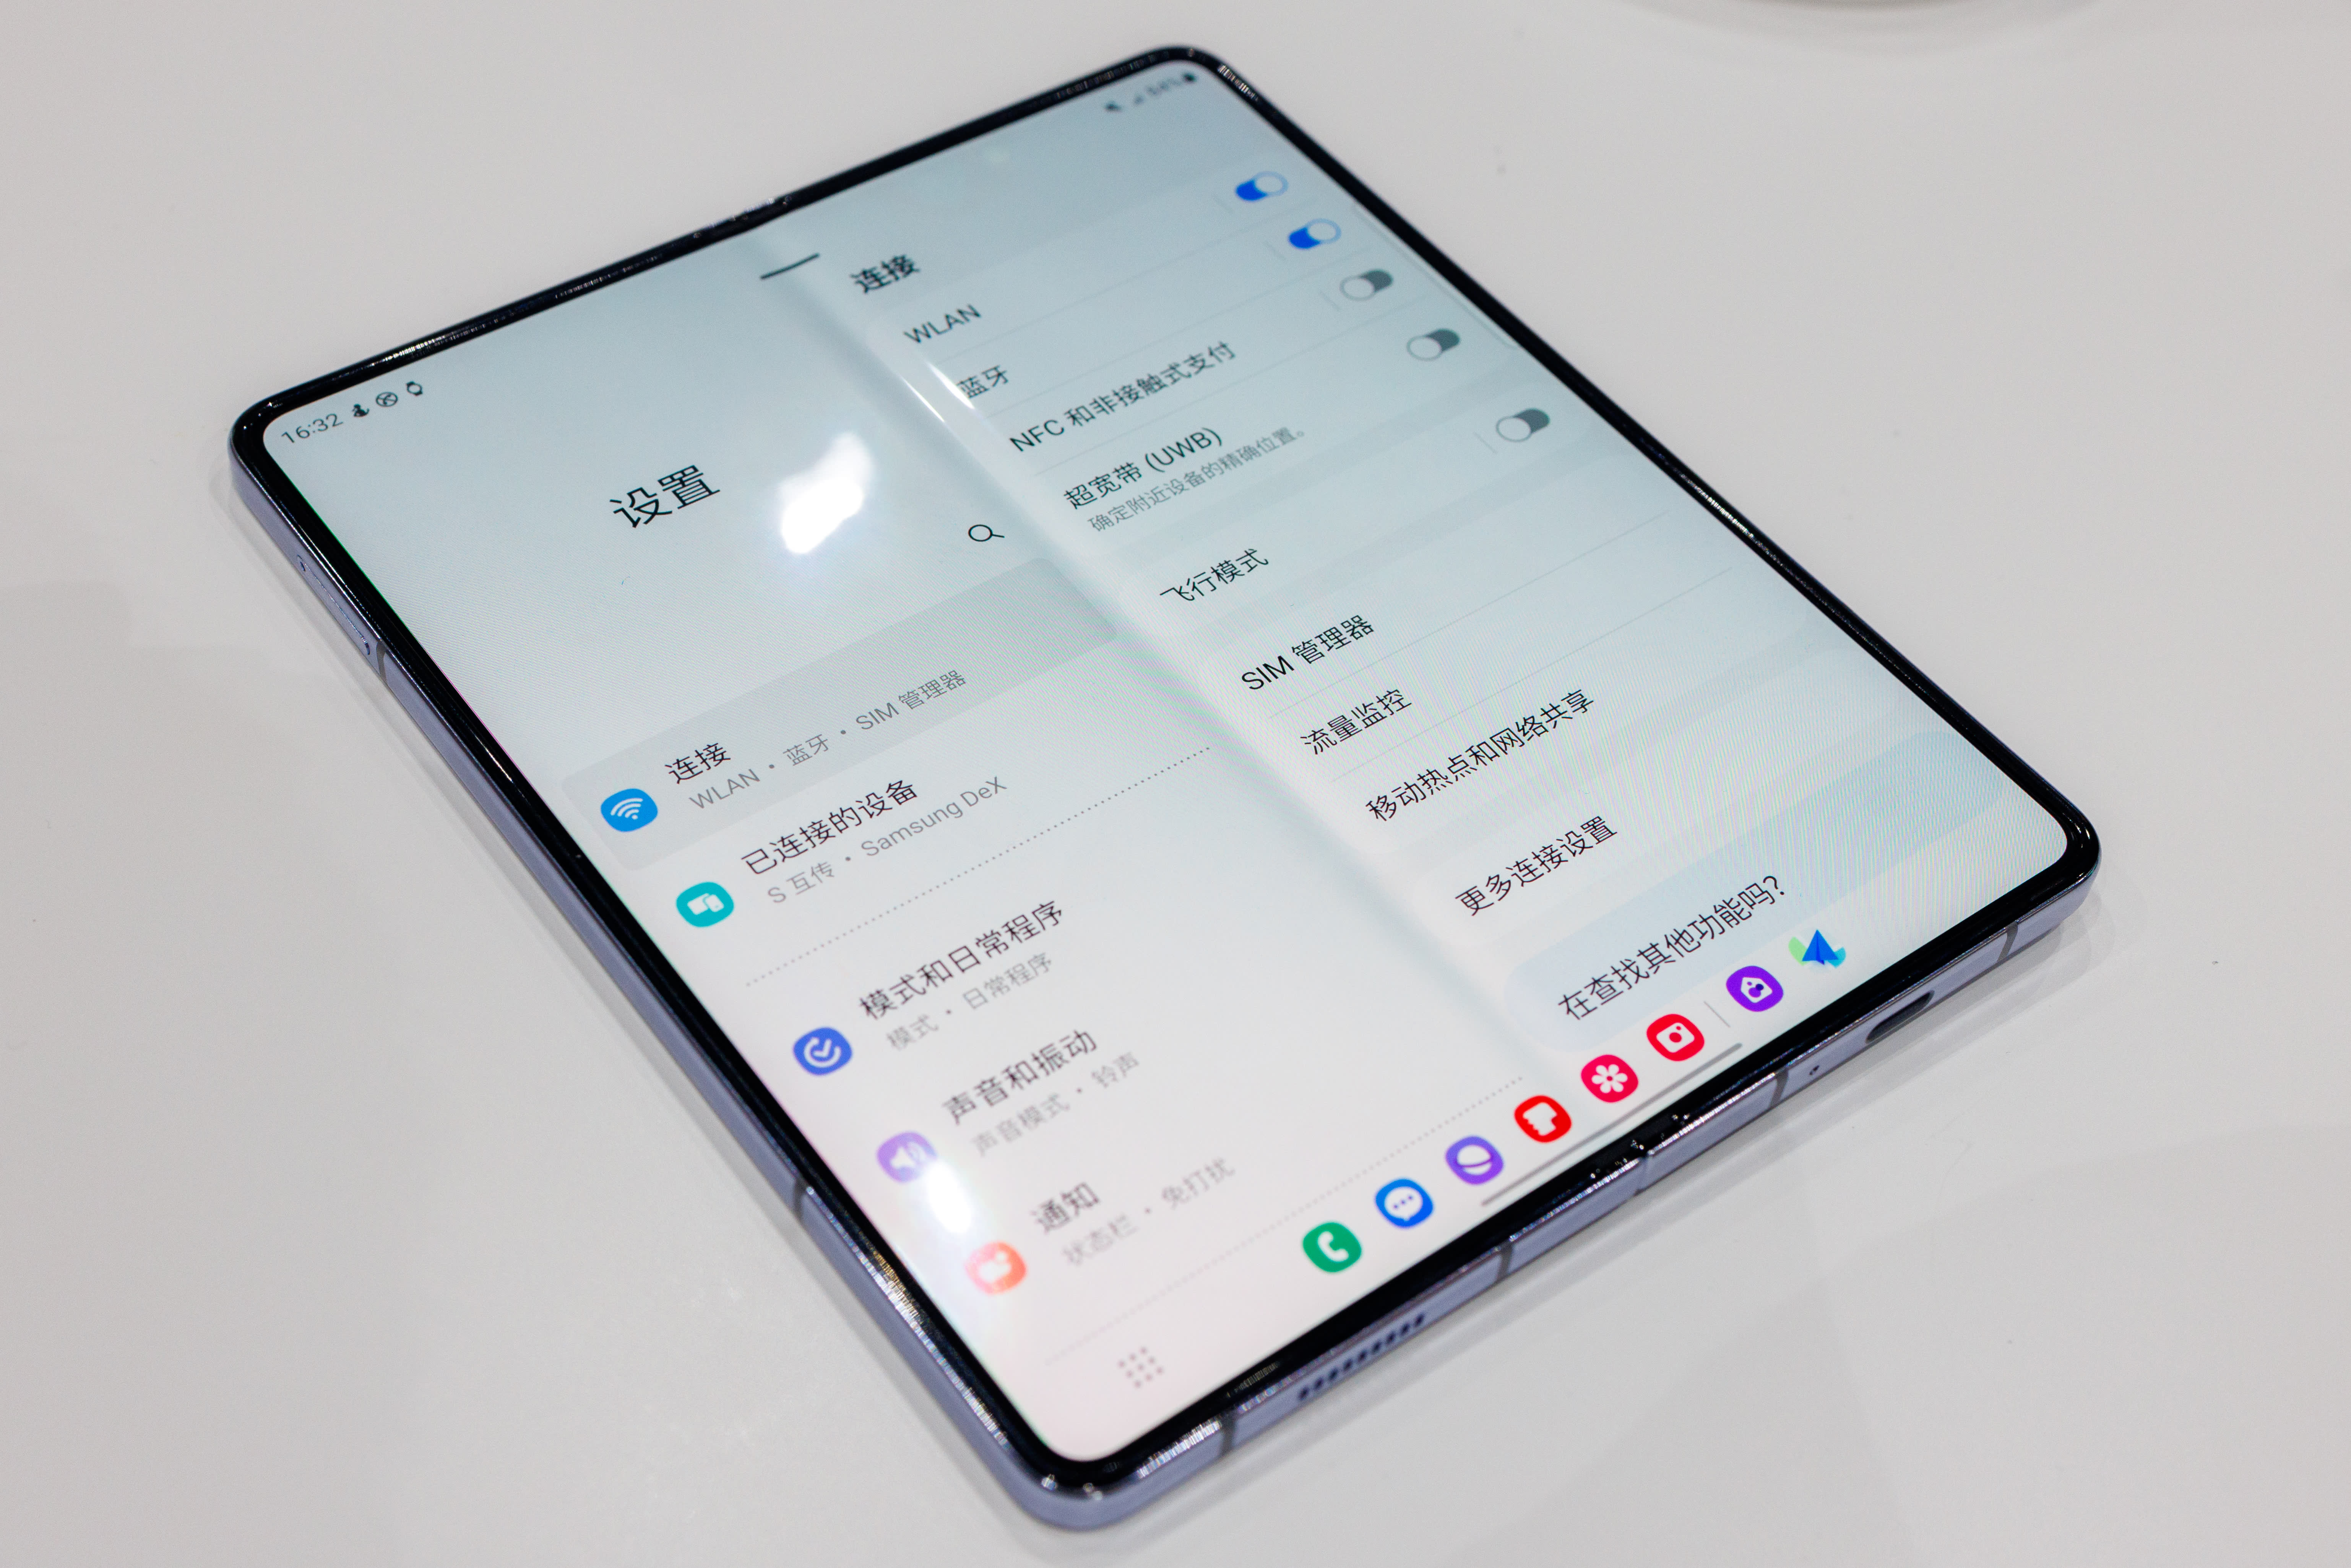 16:32
设置
连接
WLAN • 蓝牙 • SIM 管理器
已连接的设备
S 互传 • Samsung DeX
模式和日常程序
模式 • 日常程序
声音和振动
声音模式 • 铃声
通知
状态栏 • 免打扰
连接
WLAN
蓝牙
NFC 和非接触式支付
超宽带 (UWB)
确定附近设备的精确位置。
飞行模式
SIM 管理器
流量监控
移动热点和网络共享
更多连接设置
在查找其他功能吗？